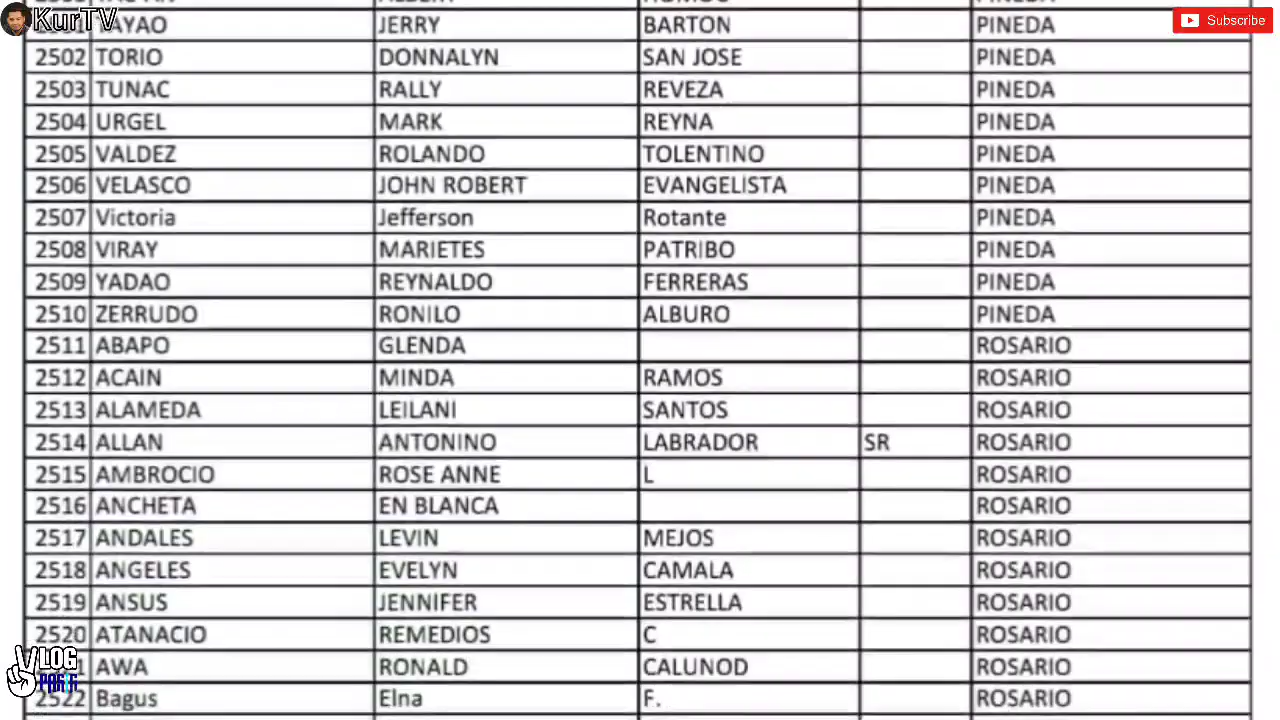 KurTV
Subscribe
YAO JERRY BARTON PINEDA
2502 TORIO DONNALYN SAN JOSE PINEDA
2503 TUNAC RALLY REVEZA PINEDA
2504 URGEL MARK REYNA PINEDA
2505 VALDEZ ROLANDO TOLENTINO PINEDA
2506 VELASCO JOHN ROBERT EVANGELISTA PINEDA
2507 Victoria Jefferson Rotante PINEDA
2508 VIRAY MARIETES PATRIBO PINEDA
2509 YADAO REYNALDO FERRERAS PINEDA
2510 ZERRUDO RONILO ALBURO PINEDA
2511 ABAPO GLENDA ROSARIO
2512 ACAIN MINDA RAMOS ROSARIO
2513 ALAMEDA LEILANI SANTOS ROSARIO
2514 ALLAN ANTONINO LABRADOR SR ROSARIO
2515 AMBROCIO ROSE ANNE L ROSARIO
2516 ANCHETA EN BLANCA ROSARIO
2517 ANDALES LEVIN MEJOS ROSARIO
2518 ANGELES EVELYN CAMALA ROSARIO
2519 ANSUS JENNIFER ESTRELLA ROSARIO
2520 ATANACIO REMEDIOS C ROSARIO
AWA RONALD CALUNOD ROSARIO
2522 Bagus Elna F. ROSARIO
VLOG